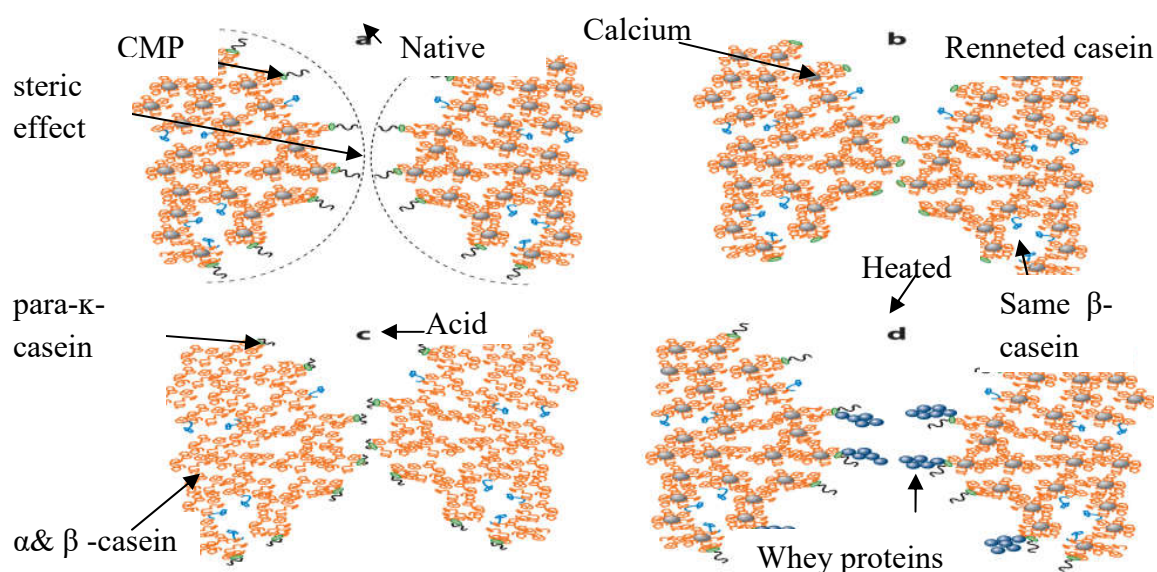 CMP
a
Native
Calcium
b
Renneted casein
steric
effect
para-κ-
casein
c
Acid
Heated
d
Same β-
casein
α& β -casein
Whey proteins